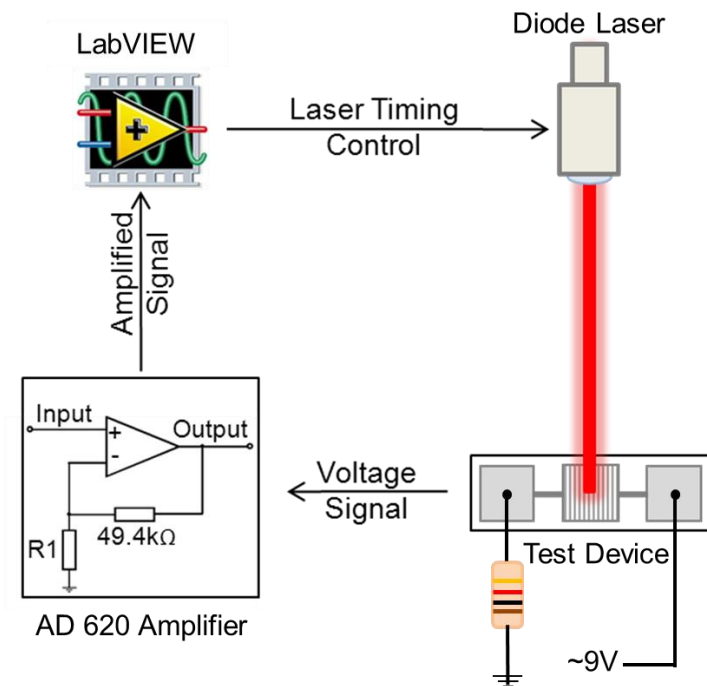 LabVIEW
Diode Laser
Laser Timing
Control
Amplified
Signal
Input
Output
+
-
R1
49.4kΩ
AD 620 Amplifier
Voltage
Signal
Test Device
~9V